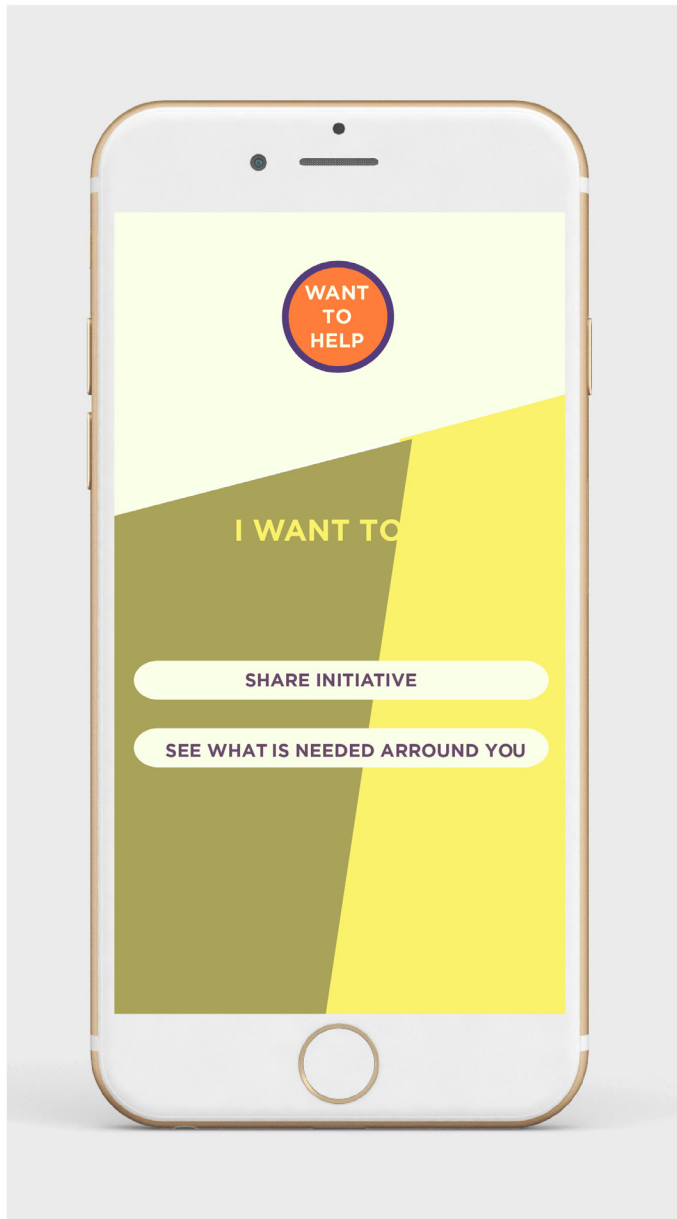 WANT
TO
HELP
I WANT TO
SHARE INITIATIVE
SEE WHAT IS NEEDED ARROUND YOU